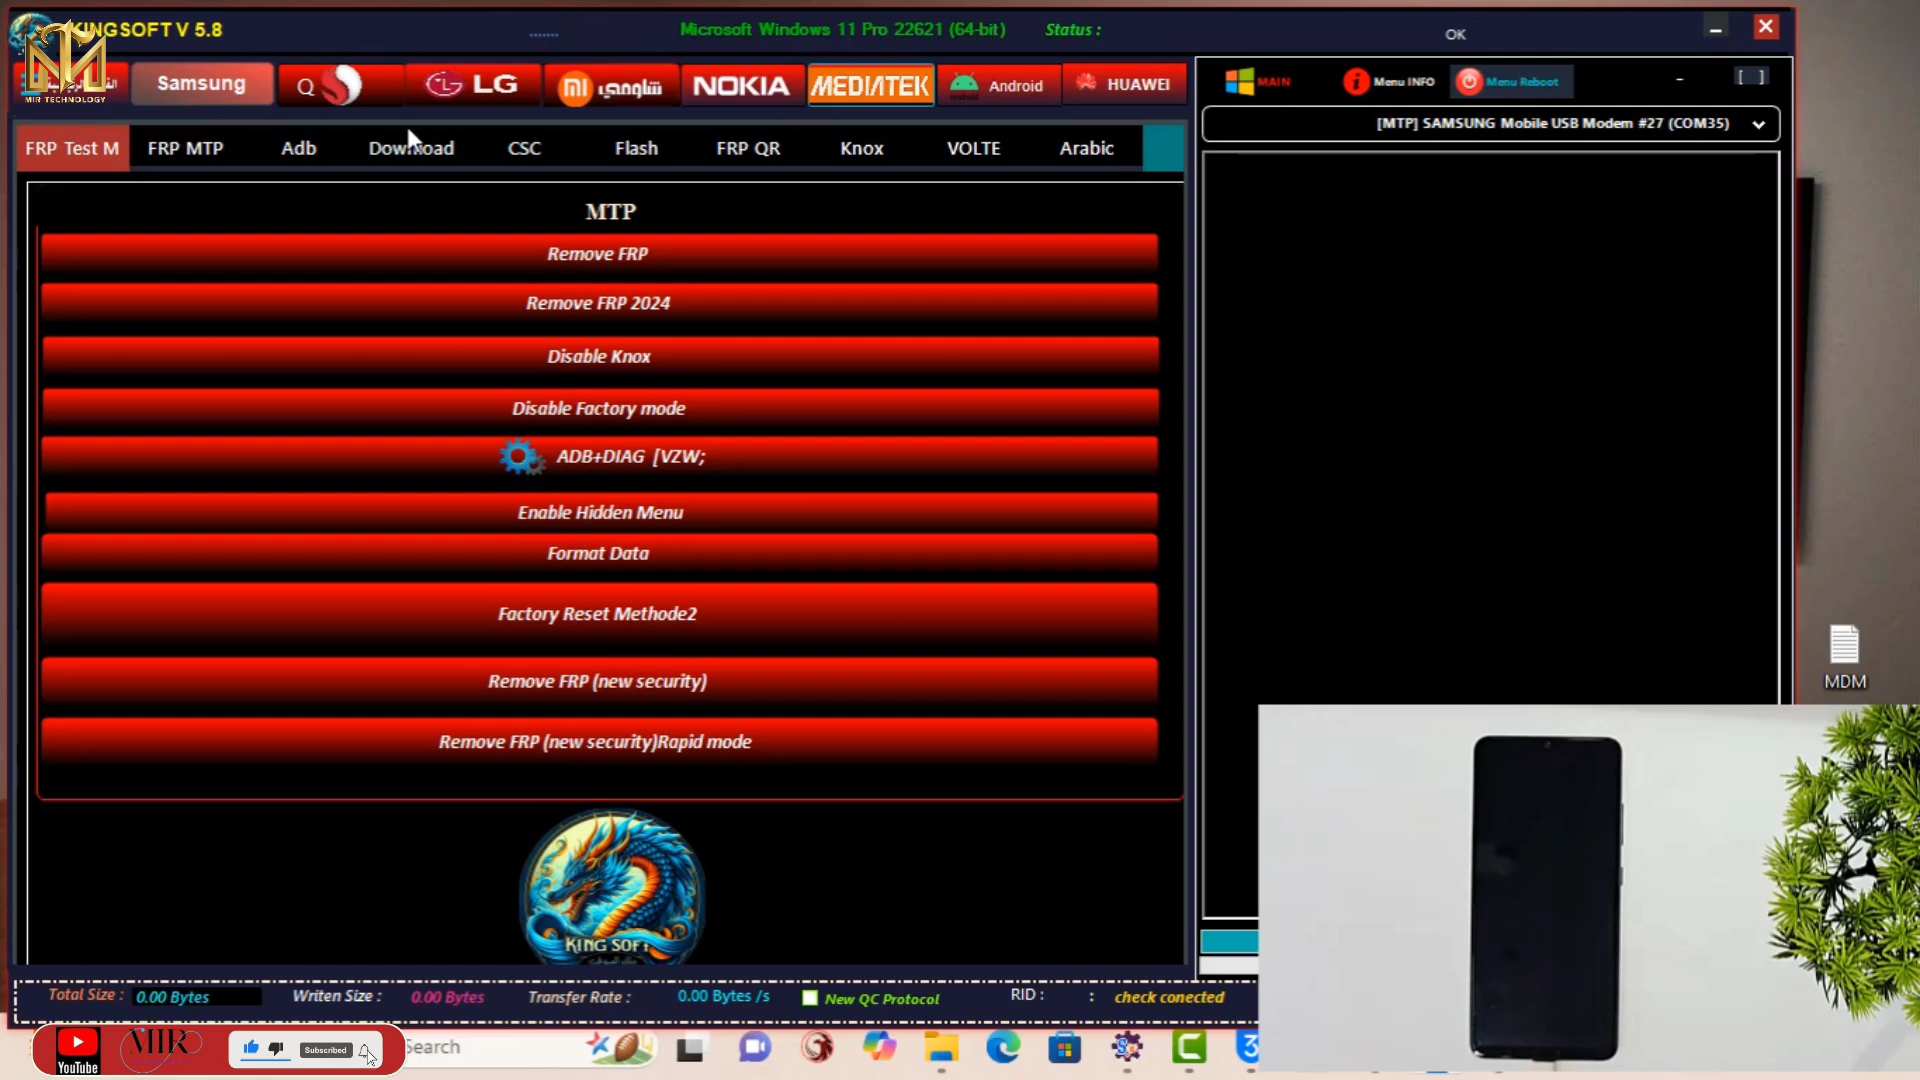 KINGSOFT V 5.8
.......
Microsoft Windows 11 Pro 22621 (64-bit)
Status :
OK
MIR TECHNOLOGY
Samsung
Q
LG
شاومي
NOKIA
MEDIATEK
Android
HUAWEI
MAIN
Menu INFO
Menu Reboot
-
[ ]
[MTP] SAMSUNG Mobile USB Modem #27 (COM35)
FRP Test M
FRP MTP
Adb
Download
CSC
Flash
FRP QR
Knox
VOLTE
Arabic
MTP
Remove FRP
Remove FRP 2024
Disable Knox
Disable Factory mode
ADB+DIAG [VZW;
Enable Hidden Menu
Format Data
Factory Reset Methode2
Remove FRP (new security)
Remove FRP (new security)Rapid mode
KING SOFT
MDM
Total Size :
0.00 Bytes
Writen Size :
0.00 Bytes
Transfer Rate :
0.00 Bytes /s
New QC Protocol
RID :
:
check conected
YouTube
MIR
Subscribed
Search